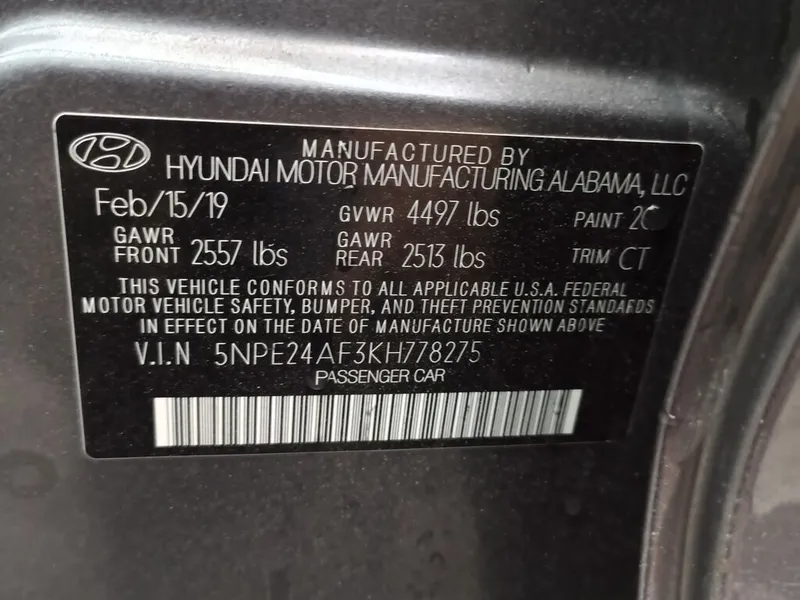 MANUFACTURED BY
HYUNDAI MOTOR MANUFACTURING ALABAMA, LLC
Feb/15/19 GVWR 4497 lbs PAINT
GAWR FRONT 2557 lbs GAWR REAR 2513 lbs TRIM CT
THIS VEHICLE CONFORMS TO ALL APPLICABLE U.S.A. FEDERAL
MOTOR VEHICLE SAFETY, BUMPER, AND THEFT PREVENTION STANDARDS
IN EFFECT ON THE DATE OF MANUFACTURE SHOWN ABOVE
V.I.N 5NPE24AF3KH778275
PASSENGER CAR